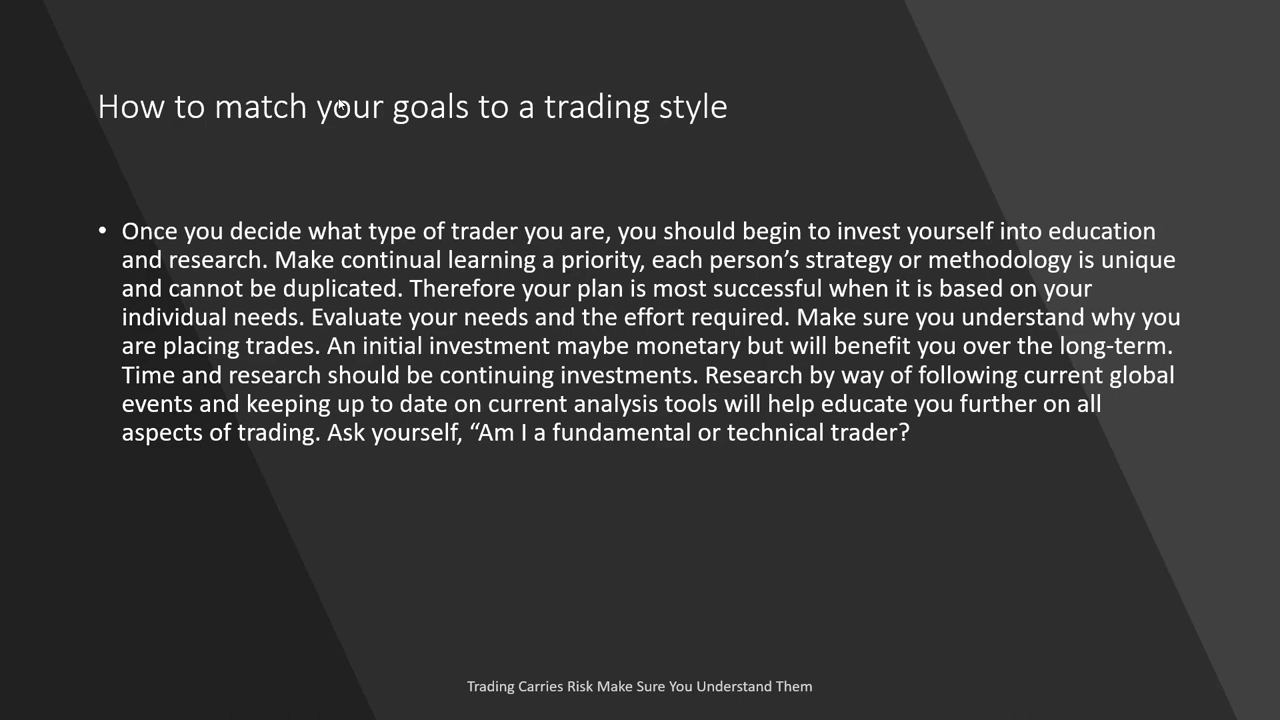 How to match your goals to a trading style
• Once you decide what type of trader you are, you should begin to invest yourself into education
and research. Make continual learning a priority, each person’s strategy or methodology is unique
and cannot be duplicated. Therefore your plan is most successful when it is based on your
individual needs. Evaluate your needs and the effort required. Make sure you understand why you
are placing trades. An initial investment maybe monetary but will benefit you over the long-term.
Time and research should be continuing investments. Research by way of following current global
events and keeping up to date on current analysis tools will help educate you further on all
aspects of trading. Ask yourself, “Am I a fundamental or technical trader?
Trading Carries Risk Make Sure You Understand Them